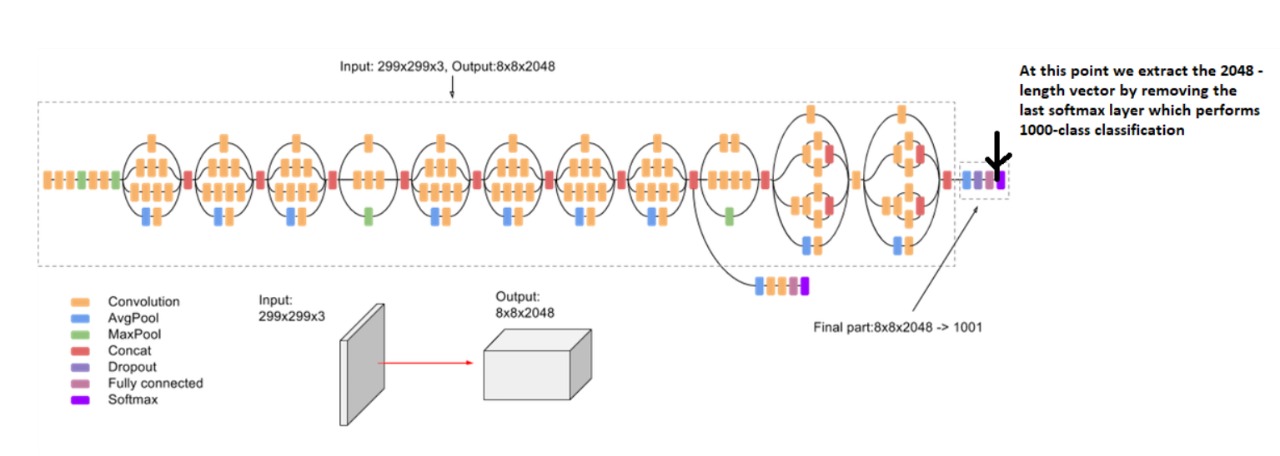 Input: 299x299x3, Output:8x8x2048
At this point we extract the 2048 -
length vector by removing the
last softmax layer which performs
1000-class classification
Convolution
AvgPool
MaxPool
Concat
Dropout
Fully connected
Softmax
Input:
299x299x3
Output:
8x8x2048
Final part:8x8x2048 -> 1001